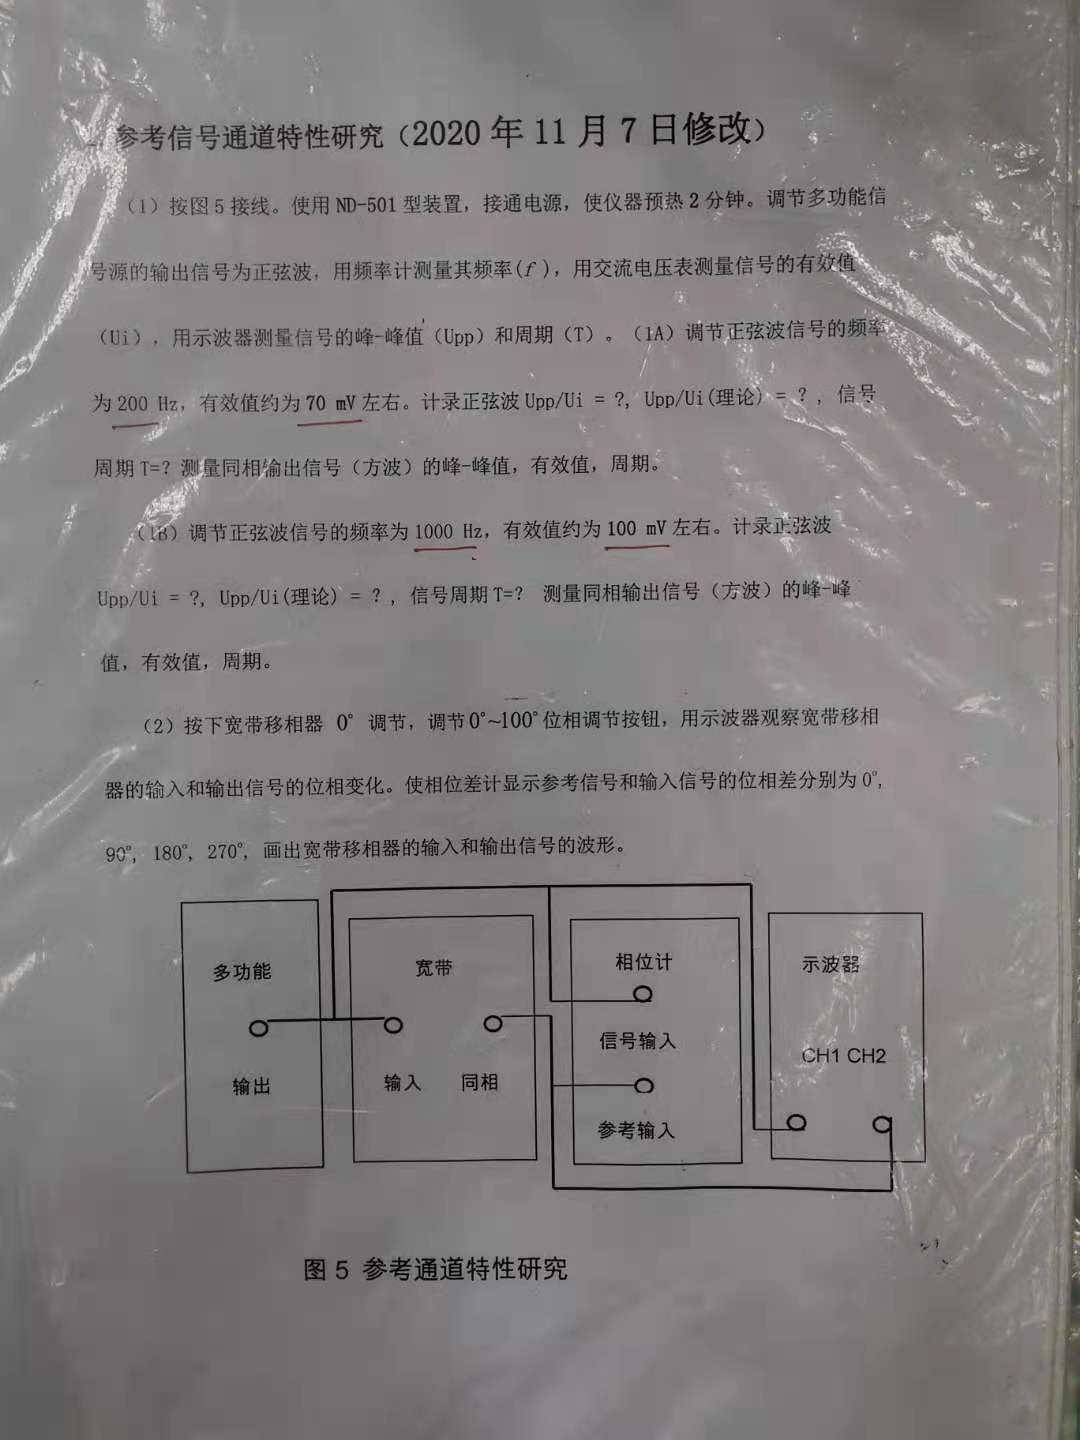 参考信号通道特性研究（2020 年 11 月 7 日修改）
（1）按图 5 接线。使用 ND-501 型装置，接通电源，使仪器预热 2 分钟。调节多功能信
号源的输出信号为正弦波，用频率计测量其频率(f )，用交流电压表测量信号的有效值
（Ui），用示波器测量信号的峰-峰值（Upp）和周期（T）。（1A）调节正弦波信号的频率
为 200 Hz，有效值约为 70 mV 左右。计录正弦波 Upp/Ui = ?, Upp/Ui(理论) = ? , 信号
周期 T=? 测量同相输出信号（方波）的峰-峰值，有效值，周期。
（1B）调节正弦波信号的频率为 1000 Hz，有效值约为 100 mV 左右。计录正弦波
Upp/Ui = ?, Upp/Ui(理论) = ? , 信号周期 T=? 测量同相输出信号（方波）的峰-峰
值，有效值，周期。
（2）按下宽带移相器 0° 调节，调节 0°~100° 位相调节按钮，用示波器观察宽带移相
器的输入和输出信号的位相变化。使相位差计显示参考信号和输入信号的位相差分别为 0°,
90°, 180°, 270°, 画出宽带移相器的输入和输出信号的波形。
多功能
输出
宽带
输入 同相
相位计
信号输入
参考输入
示波器
CH1 CH2
图 5 参考通道特性研究